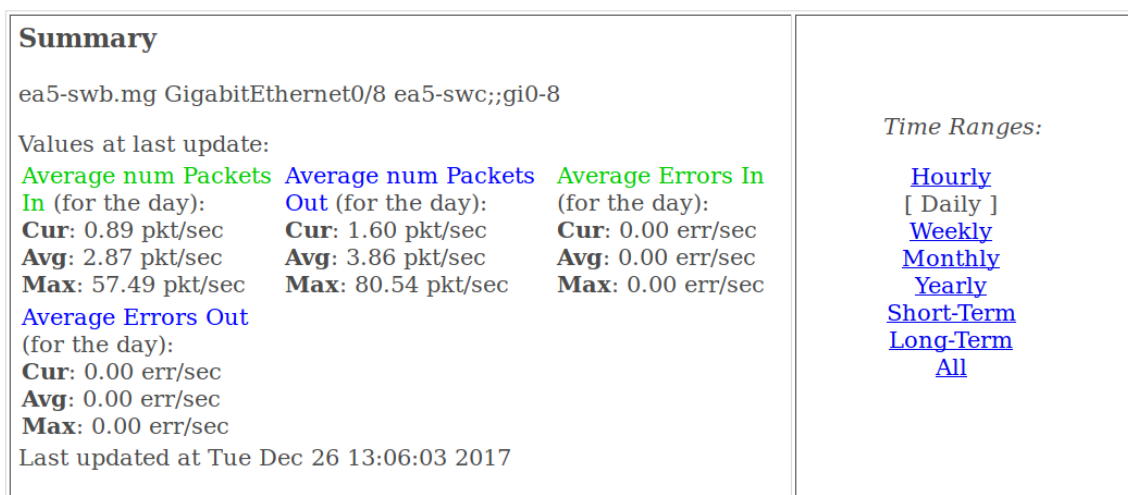 Summary
ea5-swb.mg GigabitEthernet0/8 ea5-swc;;gi0-8
Values at last update:
Average num Packets
In (for the day):
Cur: 0.89 pkt/sec
Avg: 2.87 pkt/sec
Max: 57.49 pkt/sec
Average num Packets
Out (for the day):
Cur: 1.60 pkt/sec
Avg: 3.86 pkt/sec
Max: 80.54 pkt/sec
Average Errors In
(for the day):
Cur: 0.00 err/sec
Avg: 0.00 err/sec
Max: 0.00 err/sec
Average Errors Out
(for the day):
Cur: 0.00 err/sec
Avg: 0.00 err/sec
Max: 0.00 err/sec
Last updated at Tue Dec 26 13:06:03 2017
Time Ranges:
Hourly
[ Daily ]
Weekly
Monthly
Yearly
Short-Term
Long-Term
All